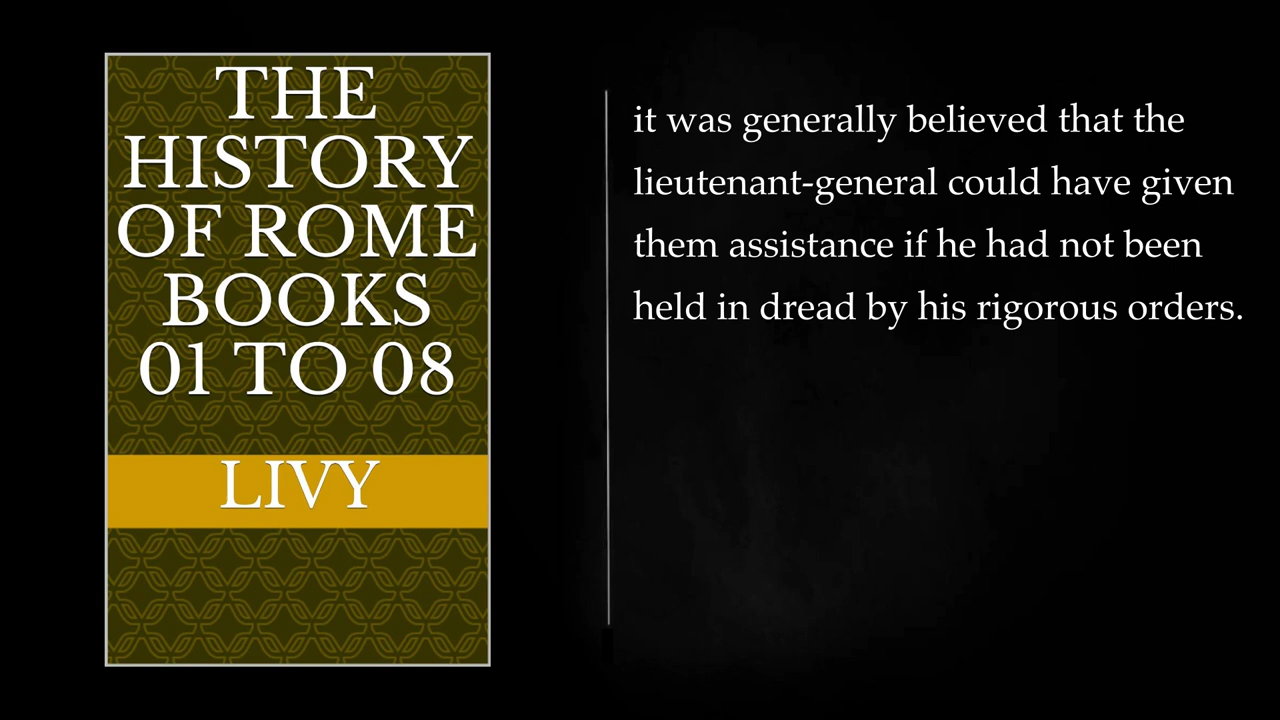 THE
HISTORY
OF ROME
BOOKS
01 TO 08
LIVY
it was generally believed that the
lieutenant-general could have given
them assistance if he had not been
held in dread by his rigorous orders.